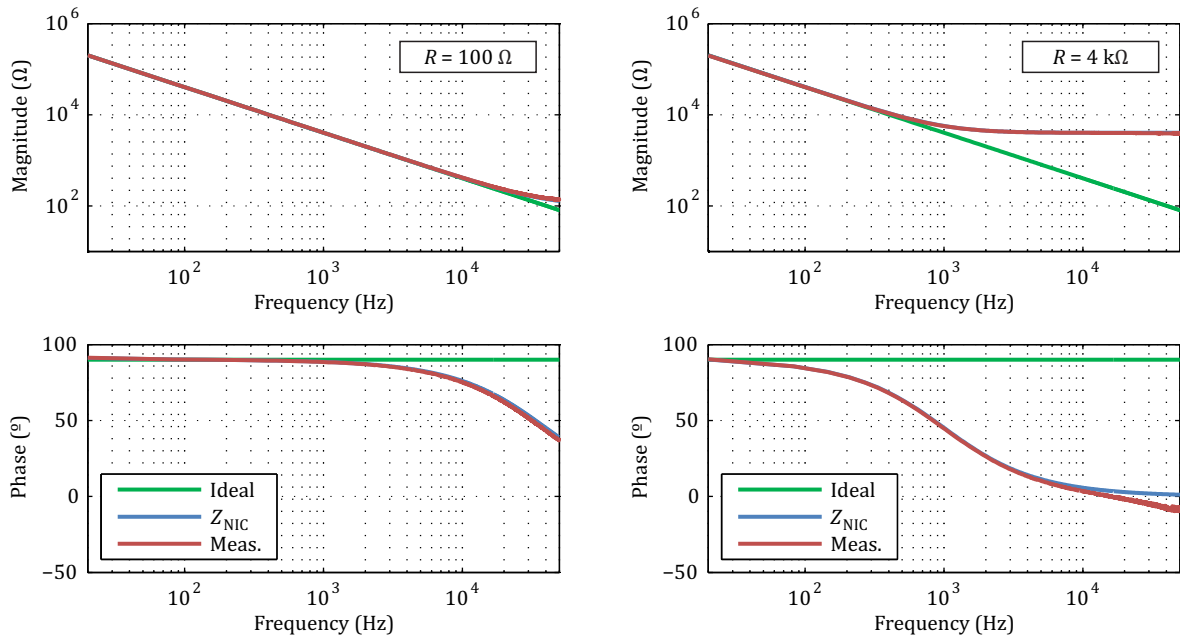 10^6
10^4
10^2
Magnitude (Ω)
R = 100 Ω
10^2
10^3
10^4
Frequency (Hz)
10^6
10^4
10^2
Magnitude (Ω)
R = 4 kΩ
10^2
10^3
10^4
Frequency (Hz)
100
50
0
−50
Phase (º)
Ideal
Z_NIC
Meas.
10^2
10^3
10^4
Frequency (Hz)
100
50
0
−50
Phase (º)
Ideal
Z_NIC
Meas.
10^2
10^3
10^4
Frequency (Hz)